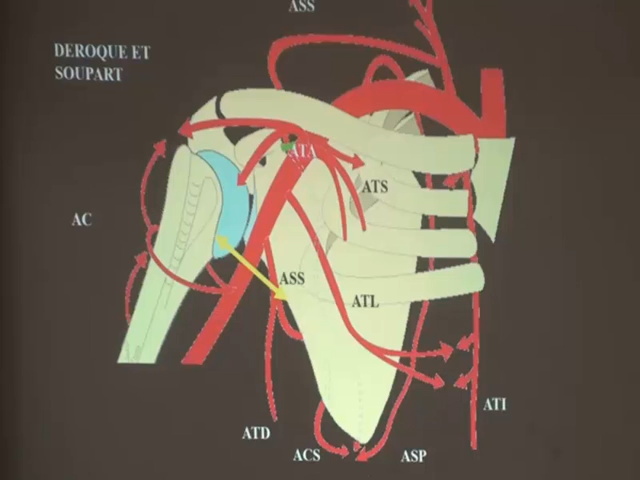 ASS
DEROQUE ET
SOUPART
ATA
ATS
AC
ASS
ATL
ATI
ATD
ACS
ASP